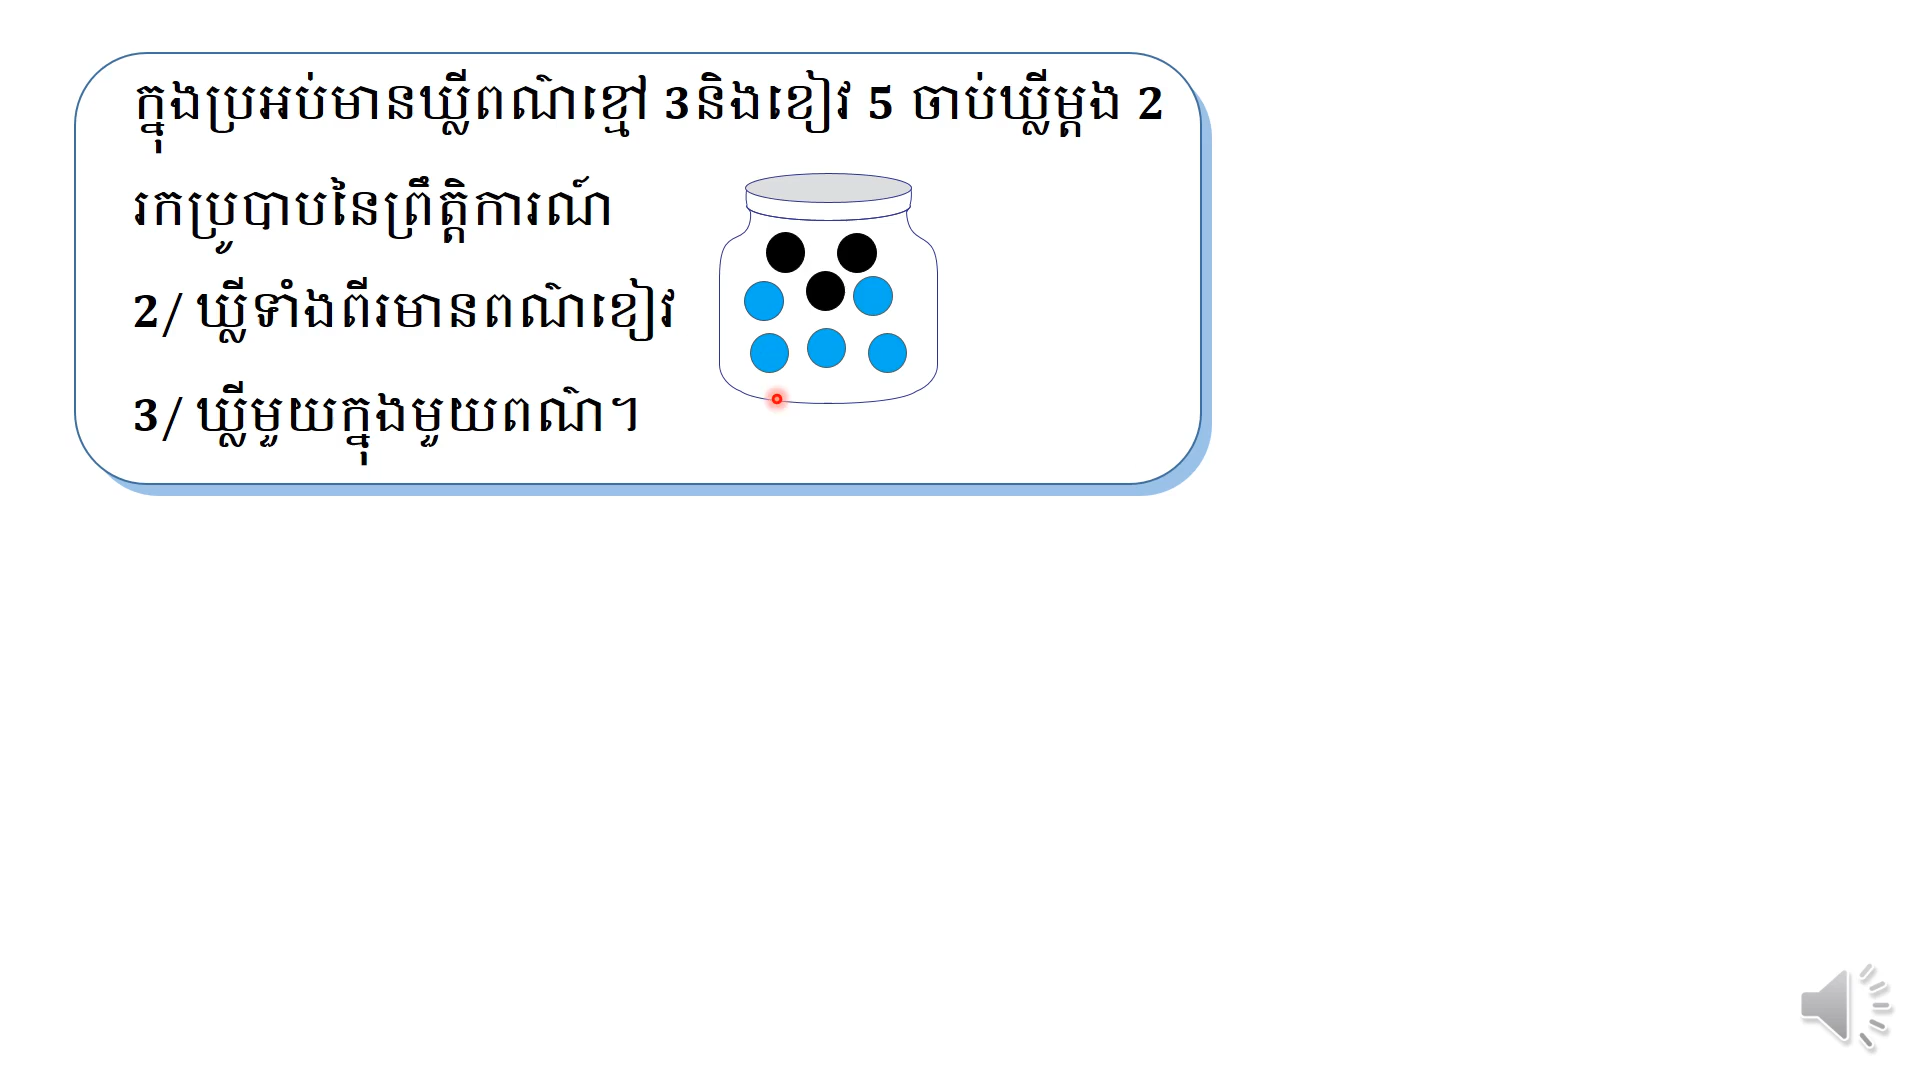 ក្នុងប្រអប់មានឃ្លីពណ៌ខ្មៅ 3និងខៀវ 5 ចាប់ឃ្លីម្តង 2
រកប្រូបាបនៃព្រឹត្តិការណ៍
2/ ឃ្លីទាំងពីរមានពណ៌ខៀវ
3/ ឃ្លីមួយក្នុងមួយពណ៌។